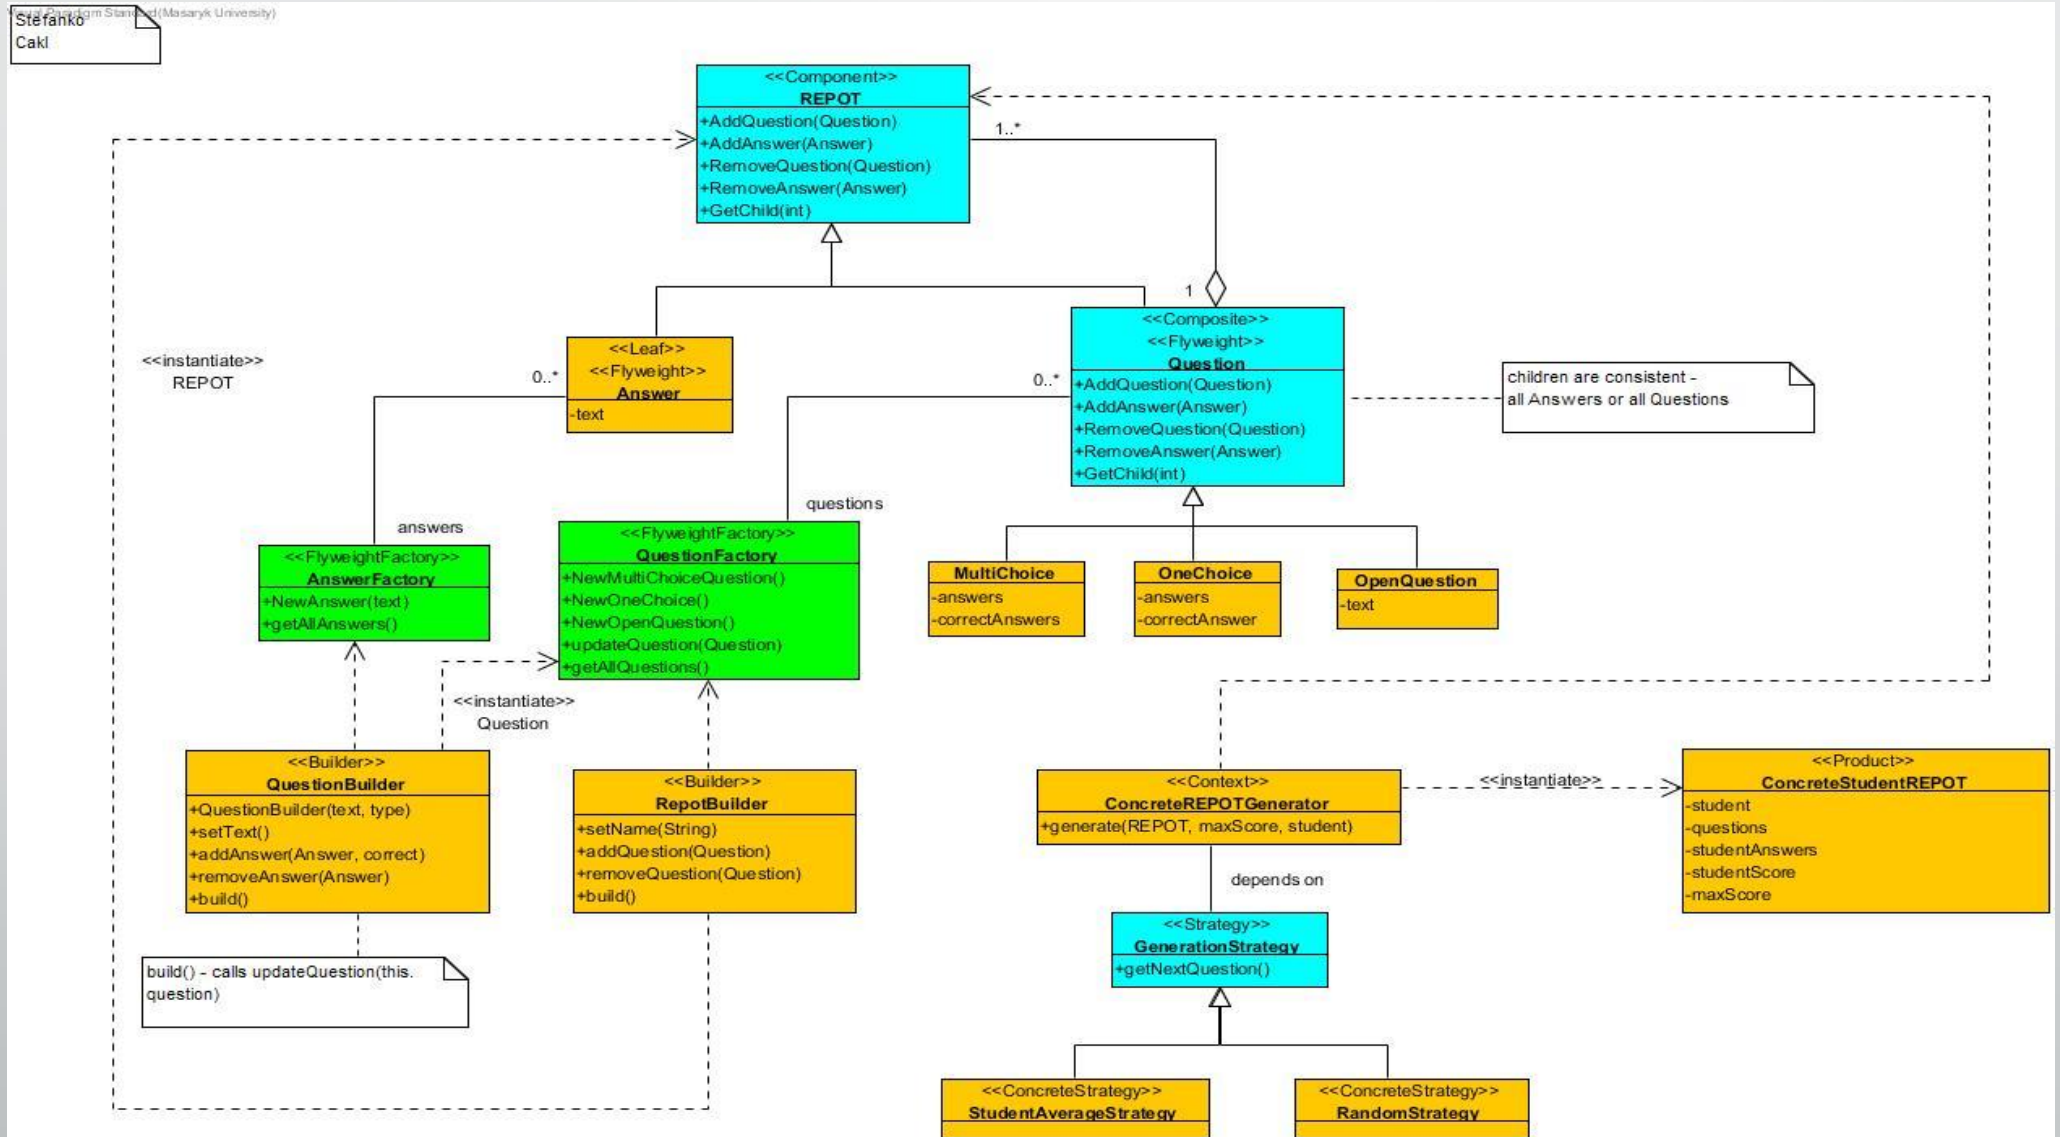 Visual Paradigm Standard(Masaryk University)
Stefanko
Cakl
<<Component>>
REPOT
+AddQuestion(Question)
+AddAnswer(Answer)
+RemoveQuestion(Question)
+RemoveAnswer(Answer)
+GetChild(int)
1..*
1
<<instantiate>>
REPOT
<<Leaf>>
<<Flyweight>>
Answer
-text
0..*
<<Composite>>
<<Flyweight>>
Question
+AddQuestion(Question)
+AddAnswer(Answer)
+RemoveQuestion(Question)
+RemoveAnswer(Answer)
+GetChild(int)
0..*
children are consistent -
all Answers or all Questions
answers
questions
<<FlyweightFactory>>
AnswerFactory
+NewAnswer(text)
+getAllAnswers()
<<FlyweightFactory>>
QuestionFactory
+NewMultiChoiceQuestion()
+NewOneChoice()
+NewOpenQuestion()
+updateQuestion(Question)
+getAllQuestions()
MultiChoice
-answers
-correctAnswers
OneChoice
-answers
-correctAnswer
OpenQuestion
-text
<<instantiate>>
Question
<<Builder>>
QuestionBuilder
+QuestionBuilder(text, type)
+setText()
+addAnswer(Answer, correct)
+removeAnswer(Answer)
+build()
<<Builder>>
RepotBuilder
+setName(String)
+addQuestion(Question)
+removeQuestion(Question)
+build()
<<Context>>
ConcreteREPOTGenerator
+generate(REPOT, maxScore, student)
<<instantiate>>
<<Product>>
ConcreteStudentREPOT
-student
-questions
-studentAnswers
-studentScore
-maxScore
depends on
<<Strategy>>
GenerationStrategy
+getNextQuestion()
build() - calls updateQuestion(this.
question)
<<ConcreteStrategy>>
StudentAverageStrategy
<<ConcreteStrategy>>
RandomStrategy